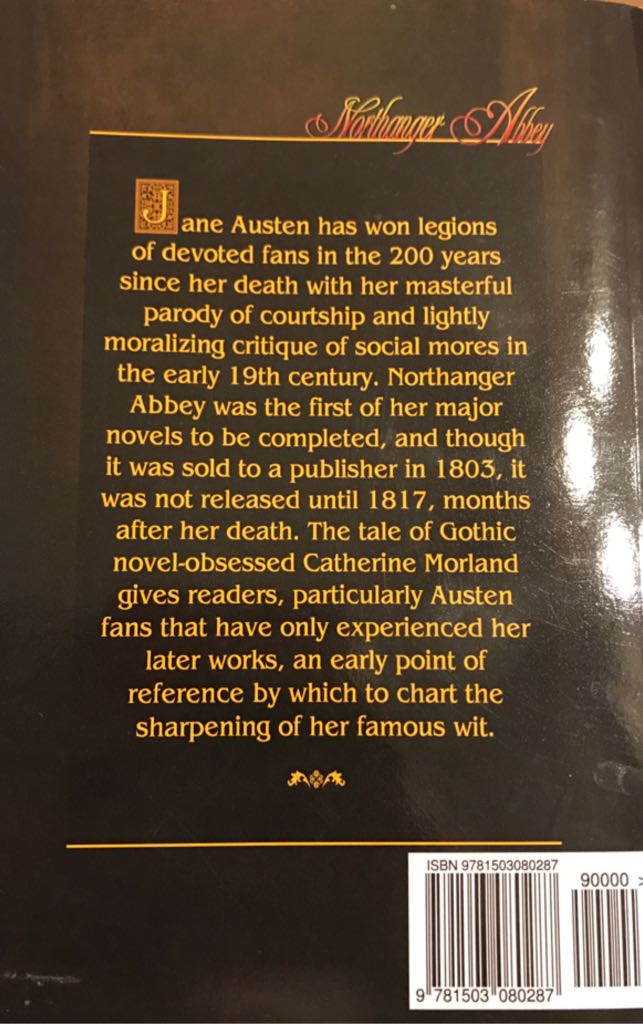 Northanger Abbey
Jane Austen has won legions
of devoted fans in the 200 years
since her death with her masterful
parody of courtship and lightly
moralizing critique of social mores in
the early 19th century. Northanger
Abbey was the first of her major
novels to be completed, and though
it was sold to a publisher in 1803, it
was not released until 1817, months
after her death. The tale of Gothic
novel-obsessed Catherine Morland
gives readers, particularly Austen
fans that have only experienced her
later works, an early point of
reference by which to chart the
sharpening of her famous wit.
ISBN 9781503080287
90000 >
9 781503 080287